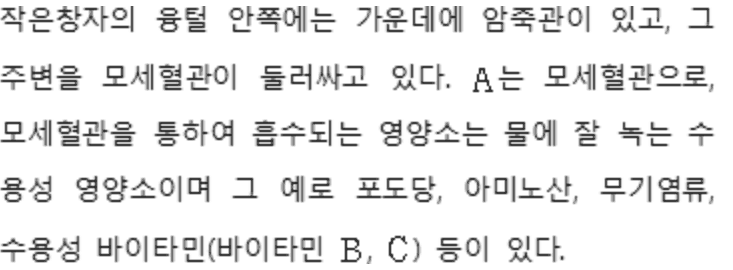 작은창자의 융털 안쪽에는 가운데에 암죽관이 있고, 그
주변을 모세혈관이 둘러싸고 있다. A는 모세혈관으로,
모세혈관을 통하여 흡수되는 영양소는 물에 잘 녹는 수
용성 영양소이며 그 예로 포도당, 아미노산, 무기염류,
수용성 바이타민(바이타민 B, C) 등이 있다.